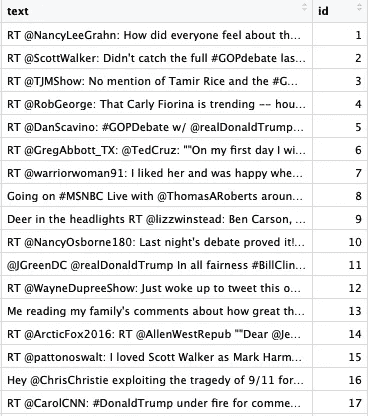 text id
RT @NancyLeeGrahn: How did everyone feel about th... 1
RT @ScottWalker: Didn't catch the full #GOPdebate las... 2
RT @TJMShow: No mention of Tamir Rice and the #G... 3
RT @RobGeorge: That Carly Fiorina is trending -- hou... 4
RT @DanScavino: #GOPDebate w/ @realDonaldTrump... 5
RT @GregAbbott_TX: @TedCruz: ""On my first day I wi... 6
RT @warriorwoman91: I liked her and was happy whe... 7
Going on #MSNBC Live with @ThomasARoberts aroun... 8
Deer in the headlights RT @lizzwinstead: Ben Carson, ... 9
RT @NancyOsborne180: Last night's debate proved it!... 10
@JGreenDC @realDonaldTrump In all fairness #BillClin... 11
RT @WayneDupreeShow: Just woke up to tweet this o... 12
Me reading my family's comments about how great th... 13
RT @ArcticFox2016: RT @AllenWestRepub ""Dear @Je... 14
RT @pattonoswalt: I loved Scott Walker as Mark Harm... 15
Hey @ChrisChristie exploiting the tragedy of 9/11 for... 16
RT @CarolCNN: #DonaldTrump under fire for comme... 17